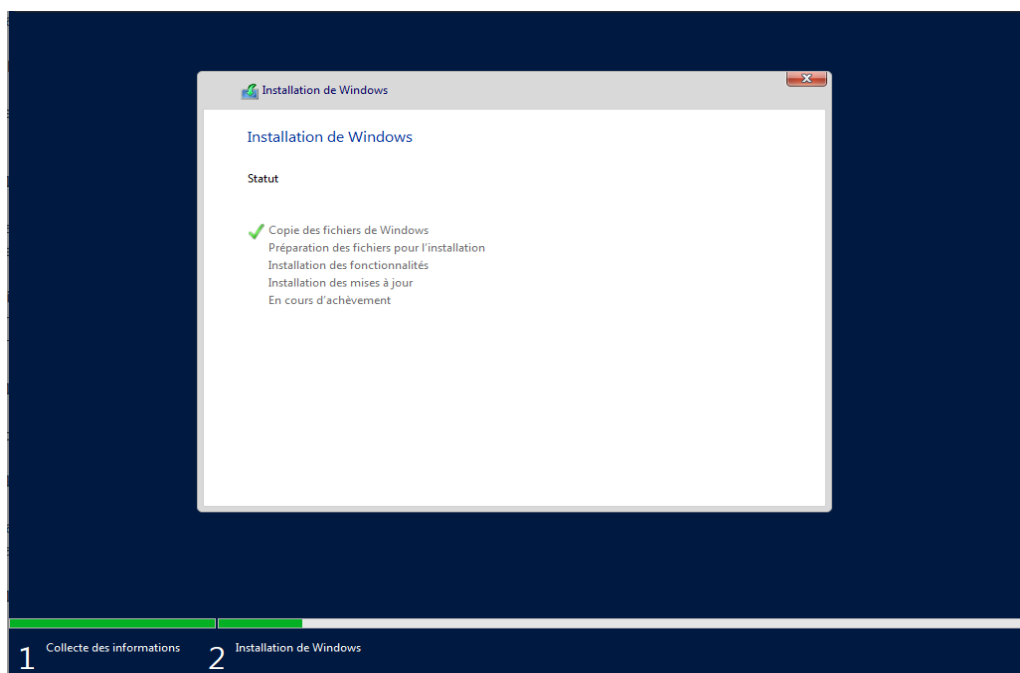 Installation de Windows
Installation de Windows
Statut
Copie des fichiers de Windows
Préparation des fichiers pour l'installation
Installation des fonctionnalités
Installation des mises à jour
En cours d'achèvement
1 Collecte des informations 2 Installation de Windows